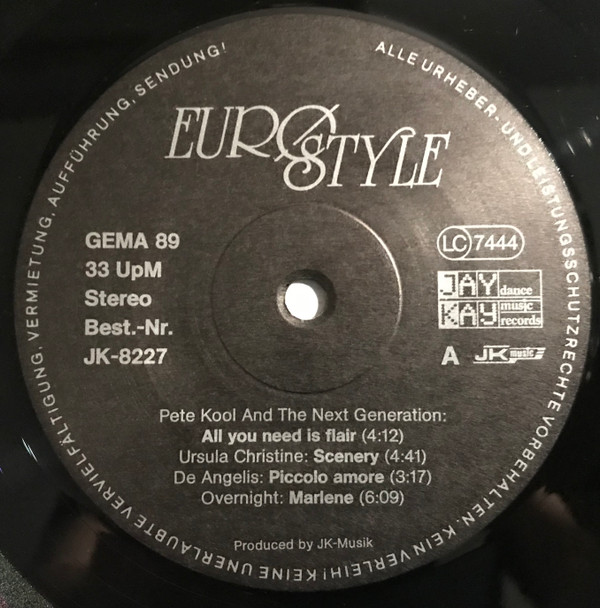 ALLE URHEBER- UND LEISTUNGSSCHUTZRECHTE VORBEHALTEN. KEIN VERLEIH! KEINE UNERLAUBTE VERVIELFÄLTIGUNG, VERMIETUNG, AUFFÜHRUNG, SENDUNG!
EUROSTYLE
GEMA 89
33 UpM
Stereo
Best.-Nr.
JK-8227
LC 7444
JAY dance
KAY music records
A JK music
Pete Kool And The Next Generation:
All you need is flair (4:12)
Ursula Christine: Scenery (4:41)
De Angelis: Piccolo amore (3:17)
Overnight: Marlene (6:09)
Produced by JK-Musik